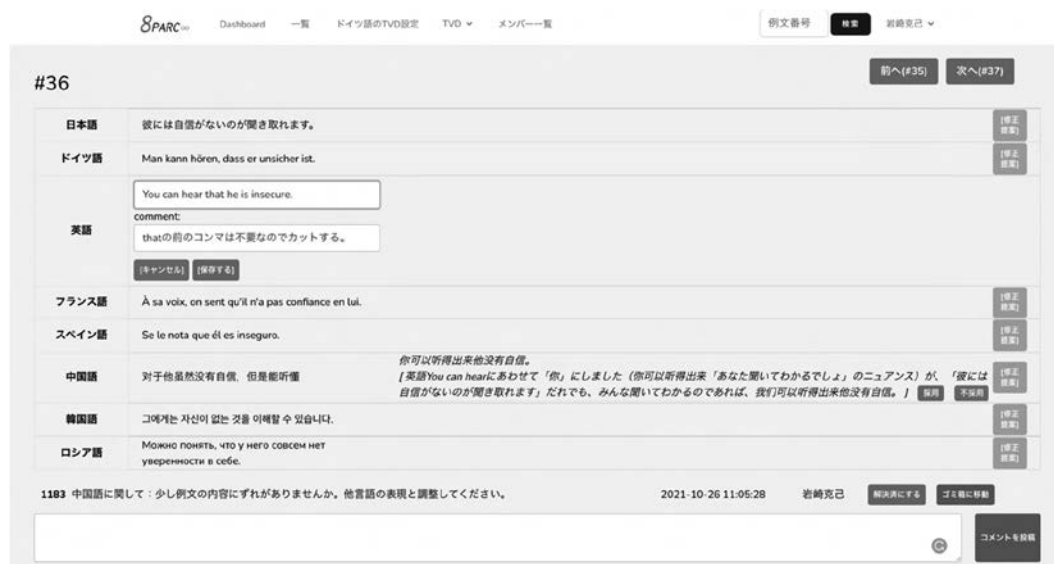 8PARC∞ Dashboard 一覧 ドイツ語のTVD設定 TVD メンバー一覧 例文番号 検索 岩崎克己
#36 前へ(#35) 次へ(#37)
日本語 彼には自信がないのが聞き取れます。 [修正提案]
ドイツ語 Man kann hören, dass er unsicher ist. [修正提案]
You can hear that he is insecure.
comment:
英語 thatの前のコンマは不要なのでカットする。
[キャンセル] [保存する]
フランス語 À sa voix, on sent qu'il n'a pas confiance en lui. [修正提案]
スペイン語 Se le nota que él es inseguro. [修正提案]
中国語 对于他虽然没有自信，但是能听懂 你可以听得出来他没有自信。
[英語You can hearにあわせて「你」にしました（你可以听得出来「あなた聞いてわかるでしょ」のニュアンス）が、「彼には
自信がないのが聞き取れます」だれでも、みんな聞いてわかるのであれば、我们可以听得出来他没有自信。] 採用 不採用 [修正提案]
韓国語 그에게는 자신이 없는 것을 이해할 수 있습니다. [修正提案]
ロシア語 Можно понять, что у него совсем нет
уверенности в себе. [修正提案]
1183 中国語に関して：少し例文の内容にずれがありませんか。他言語の表現と調整してください。 2021-10-26 11:05:28 岩崎克己 解決済にする ゴミ箱に移動
コメントを投稿